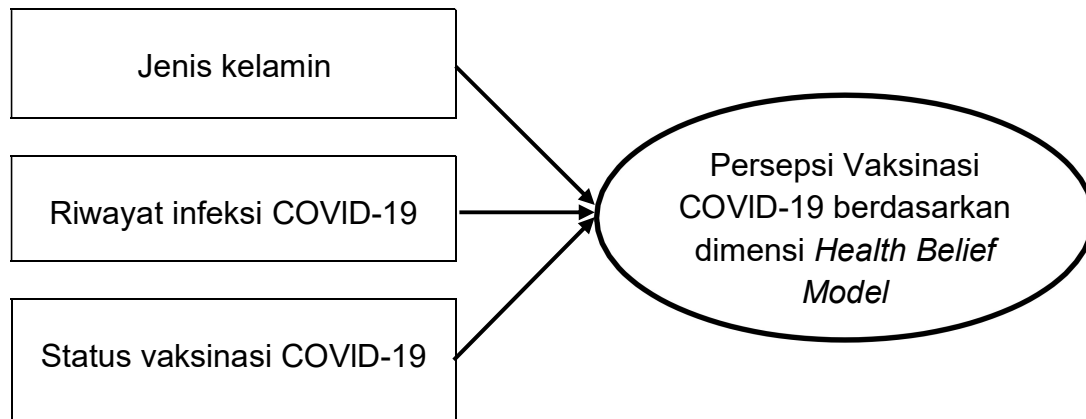 Jenis kelamin
Riwayat infeksi COVID-19
Status vaksinasi COVID-19
Persepsi Vaksinasi
COVID-19 berdasarkan
dimensi Health Belief
Model